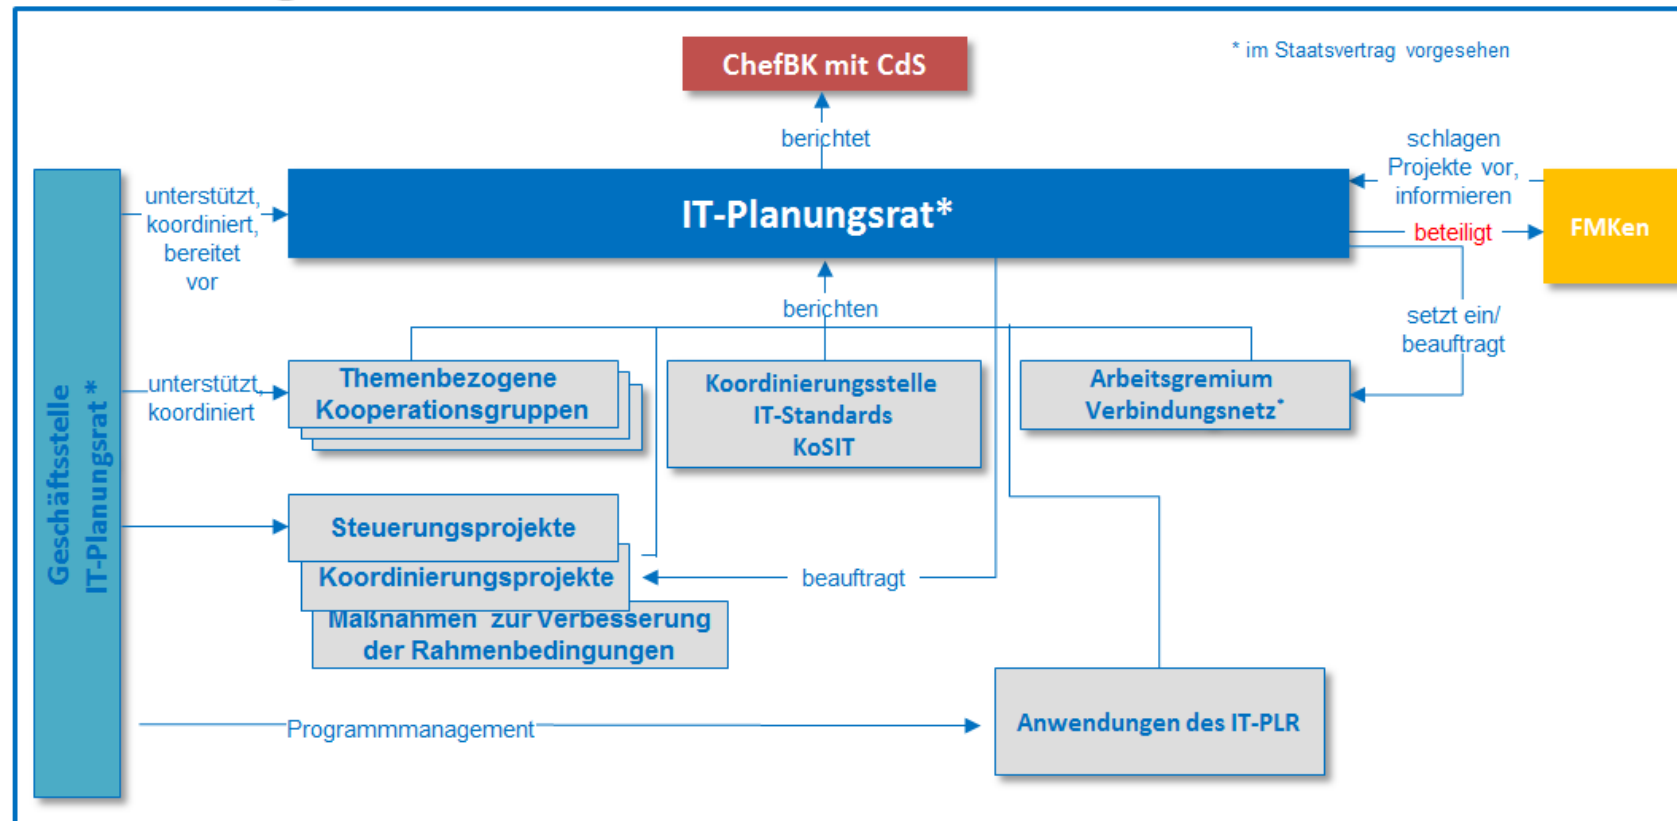 ChefBK mit CdS
* im Staatsvertrag vorgesehen
berichtet
schlagen
Projekte vor,
informieren
unterstützt,
koordiniert,
bereitet
vor
IT-Planungsrat*
beteiligt
FMKen
berichten
setzt ein/
beauftragt
Geschäftsstelle
IT-Planungsrat *
unterstützt,
koordiniert
Themenbezogene
Kooperationsgruppen
Koordinierungsstelle
IT-Standards
KoSIT
Arbeitsgremium
Verbindungsnetz*
Steuerungsprojekte
Koordinierungsprojekte
beauftragt
Maßnahmen zur Verbesserung
der Rahmenbedingungen
Programmmanagement
Anwendungen des IT-PLR